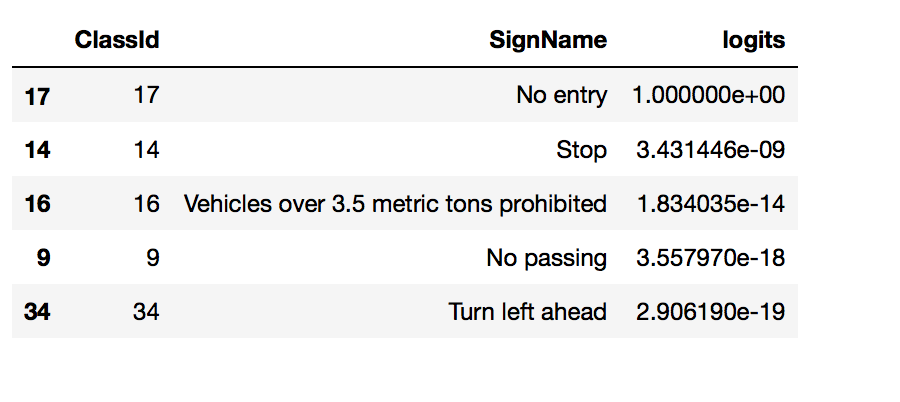 ClassId SignName logits
17 17 No entry 1.000000e+00
14 14 Stop 3.431446e-09
16 16 Vehicles over 3.5 metric tons prohibited 1.834035e-14
9 9 No passing 3.557970e-18
34 34 Turn left ahead 2.906190e-19